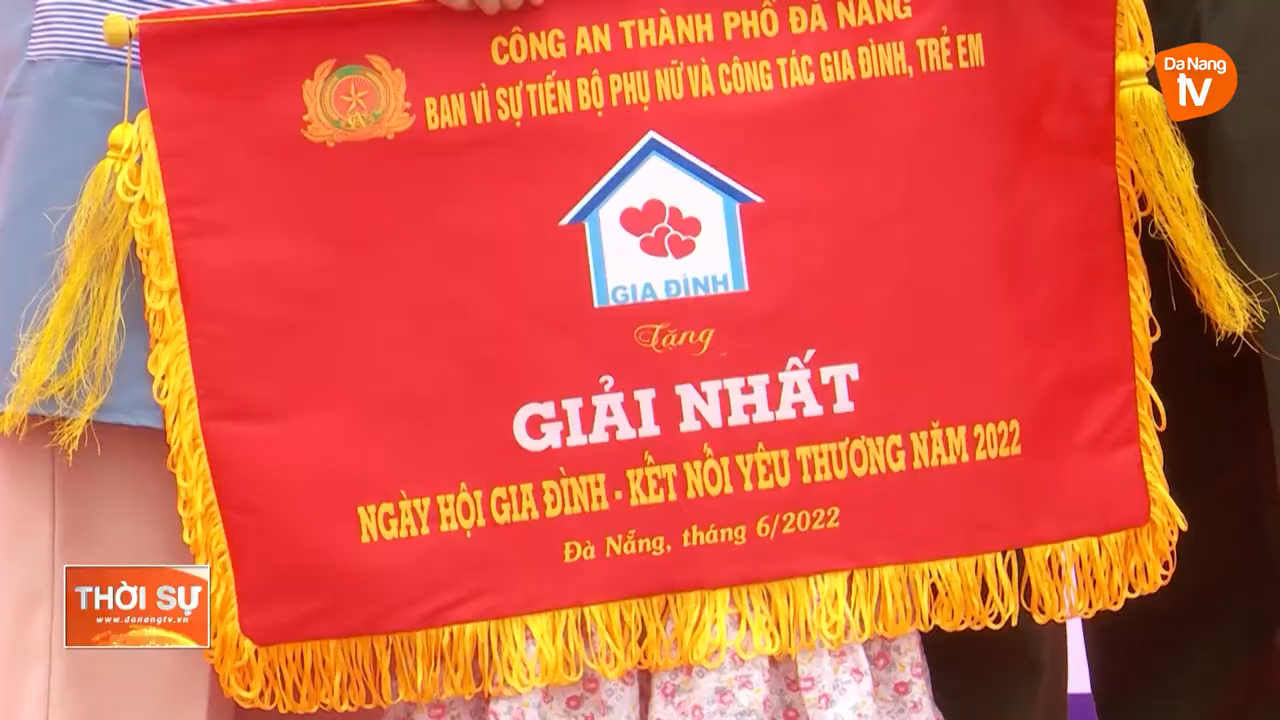 CÔNG AN THÀNH PHỐ ĐÀ NẴNG
BAN VÌ SỰ TIẾN BỘ PHỤ NỮ VÀ CÔNG TÁC GIA ĐÌNH, TRẺ EM
Da Nang
tv
GIA ĐÌNH
Tặng
GIẢI NHẤT
NGÀY HỘI GIA ĐÌNH - KẾT NỐI YÊU THƯƠNG NĂM 2022
Đà Nẵng, tháng 6/2022
THỜI SỰ
www.danangtv.vn